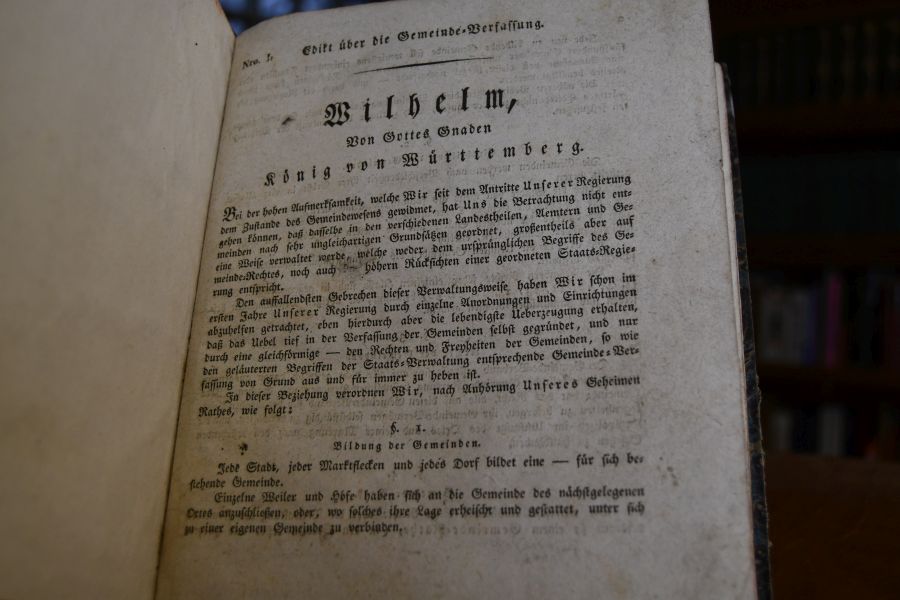 Nro. I.
Edikt über die Gemeinde-Verfassung.
Wilhelm,
Von Gottes Gnaden
König von Württemberg.
Bei der hohen Aufmerksamkeit, welche Wir seit dem Antritte Unserer Regierung
dem Zustande des Gemeindewesens gewidmet, hat Uns die Betrachtung nicht ent-
gehen können, daß dasselbe in den verschiedenen Landestheilen, Aemtern und Ge-
meinden nach sehr ungleichartigen Grundsätzen geordnet, großentheils aber auf
eine Weise verwaltet werde, welche weder dem ursprünglichen Begriffe des Ge-
meinde-Rechtes, noch auch — höhern Rücksichten einer geordneten Staats-Regie-
rung entspricht.
Den auffallendsten Gebrechen dieser Verwaltungsweise haben Wir schon im
ersten Jahre Unserer Regierung durch einzelne Anordnungen und Einrichtungen
abzuhelfen getrachtet, eben hierdurch aber die lebendigste Ueberzeugung erhalten,
daß das Uebel tief in der Verfassung der Gemeinden selbst gegründet, und nur
durch eine gleichförmige — den Rechten und Freyheiten der Gemeinden, so wie
den geläuterten Begriffen der Staats-Verwaltung entsprechende Gemeinde-Ver-
fassung von Grund aus und für immer zu heben ist.
In dieser Beziehung verordnen Wir, nach Anhörung Unseres Geheimen
Rathes, wie folgt:
§. 1.
Bildung der Gemeinden.
Jede Stadt, jeder Marktflecken und jedes Dorf bildet eine — für sich be-
stehende Gemeinde.
Einzelne Weiler und Höfe haben sich an die Gemeinde des nächstgelegenen
Ortes anzuschließen, oder, wo solches ihre Lage erheischt und gestattet, unter sich
zu einer eigenen Gemeinde zu verbinden.